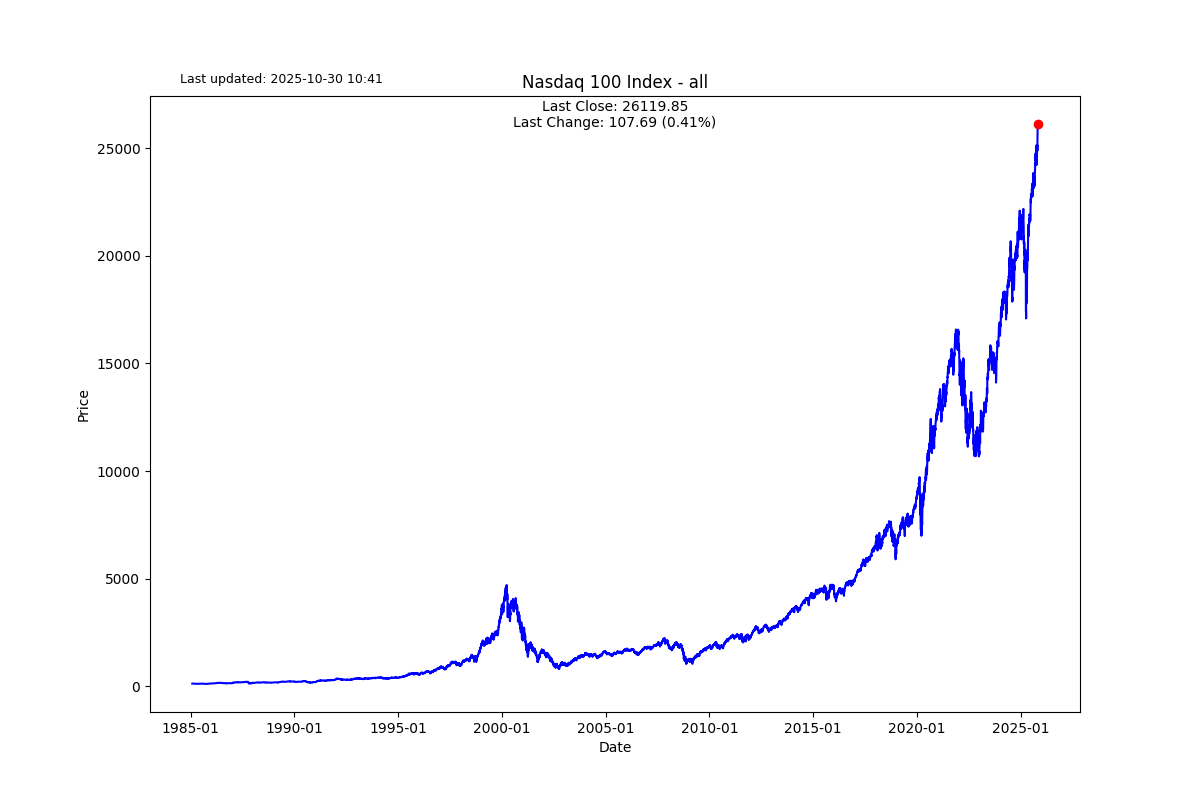 Last updated: 2025-10-30 10:41
Nasdaq 100 Index - all
Last Close: 26119.85
Last Change: 107.69 (0.41%)
25000
20000
15000
10000
5000
0
Price
1985-01 1990-01 1995-01 2000-01 2005-01 2010-01 2015-01 2020-01 2025-01
Date